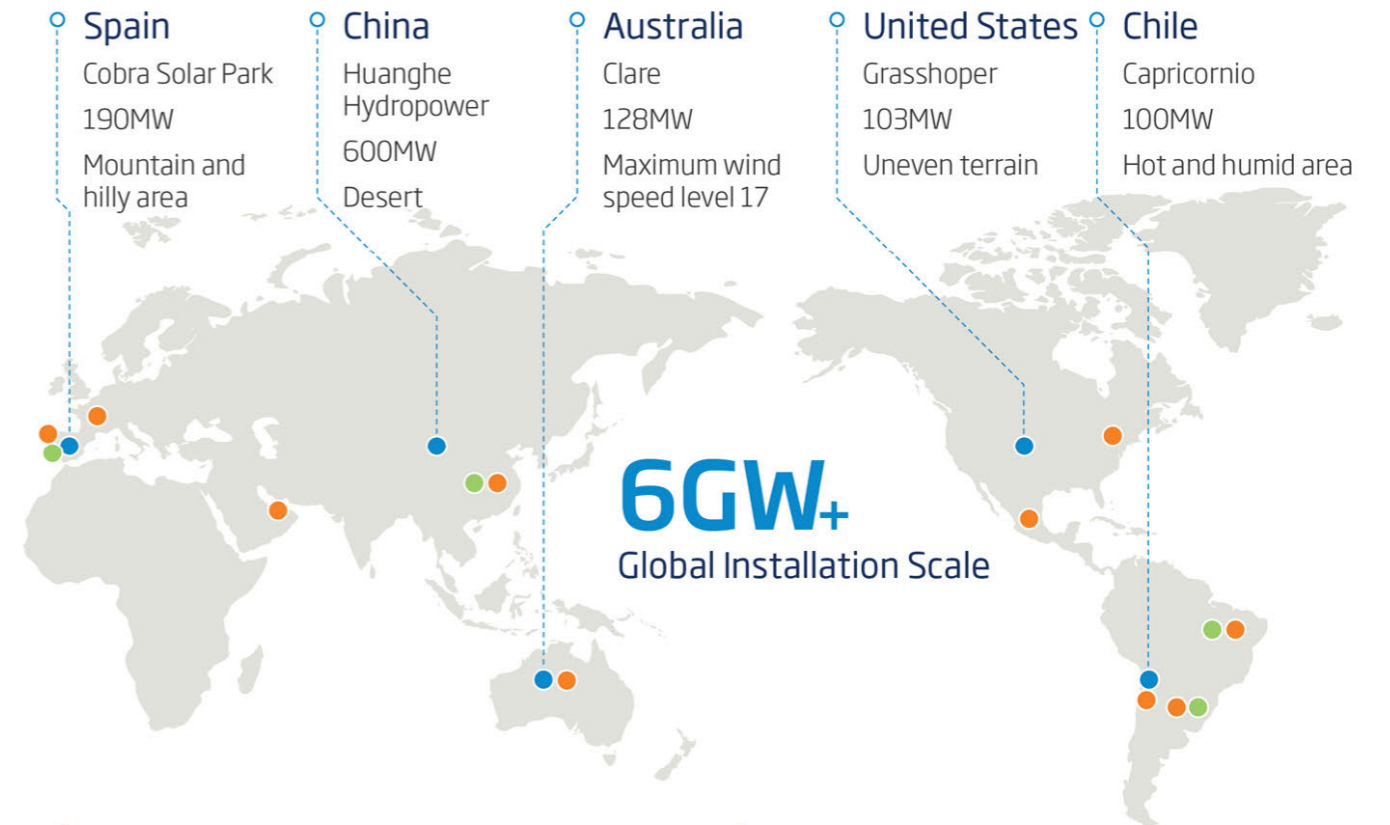 Spain
Cobra Solar Park
190MW
Mountain and
hilly area
China
Huanghe
Hydropower
600MW
Desert
Australia
Clare
128MW
Maximum wind
speed level 17
United States
Grasshoper
103MW
Uneven terrain
Chile
Capricornio
100MW
Hot and humid area
6GW+
Global Installation Scale